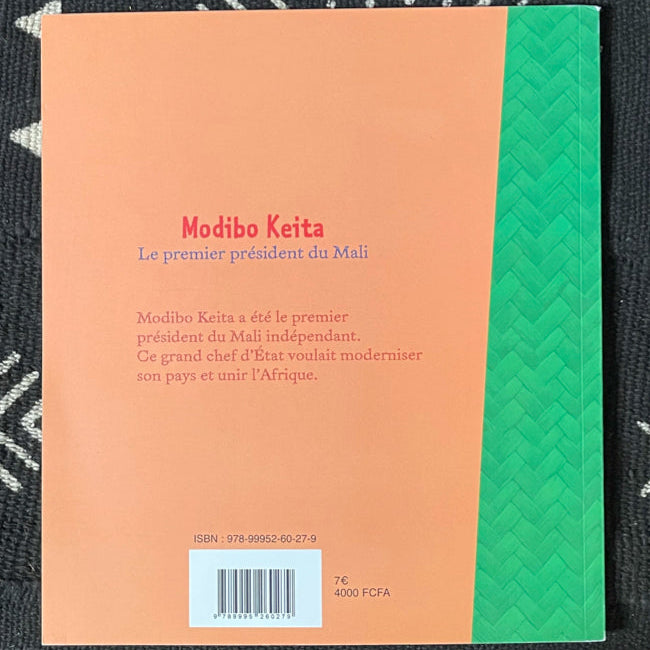 Modibo Keita
Le premier président du Mali
Modibo Keita a été le premier
président du Mali indépendant.
Ce grand chef d'État voulait moderniser
son pays et unir l'Afrique.
ISBN : 978-99952-60-27-9
7€
4000 FCFA
9 789995 260279